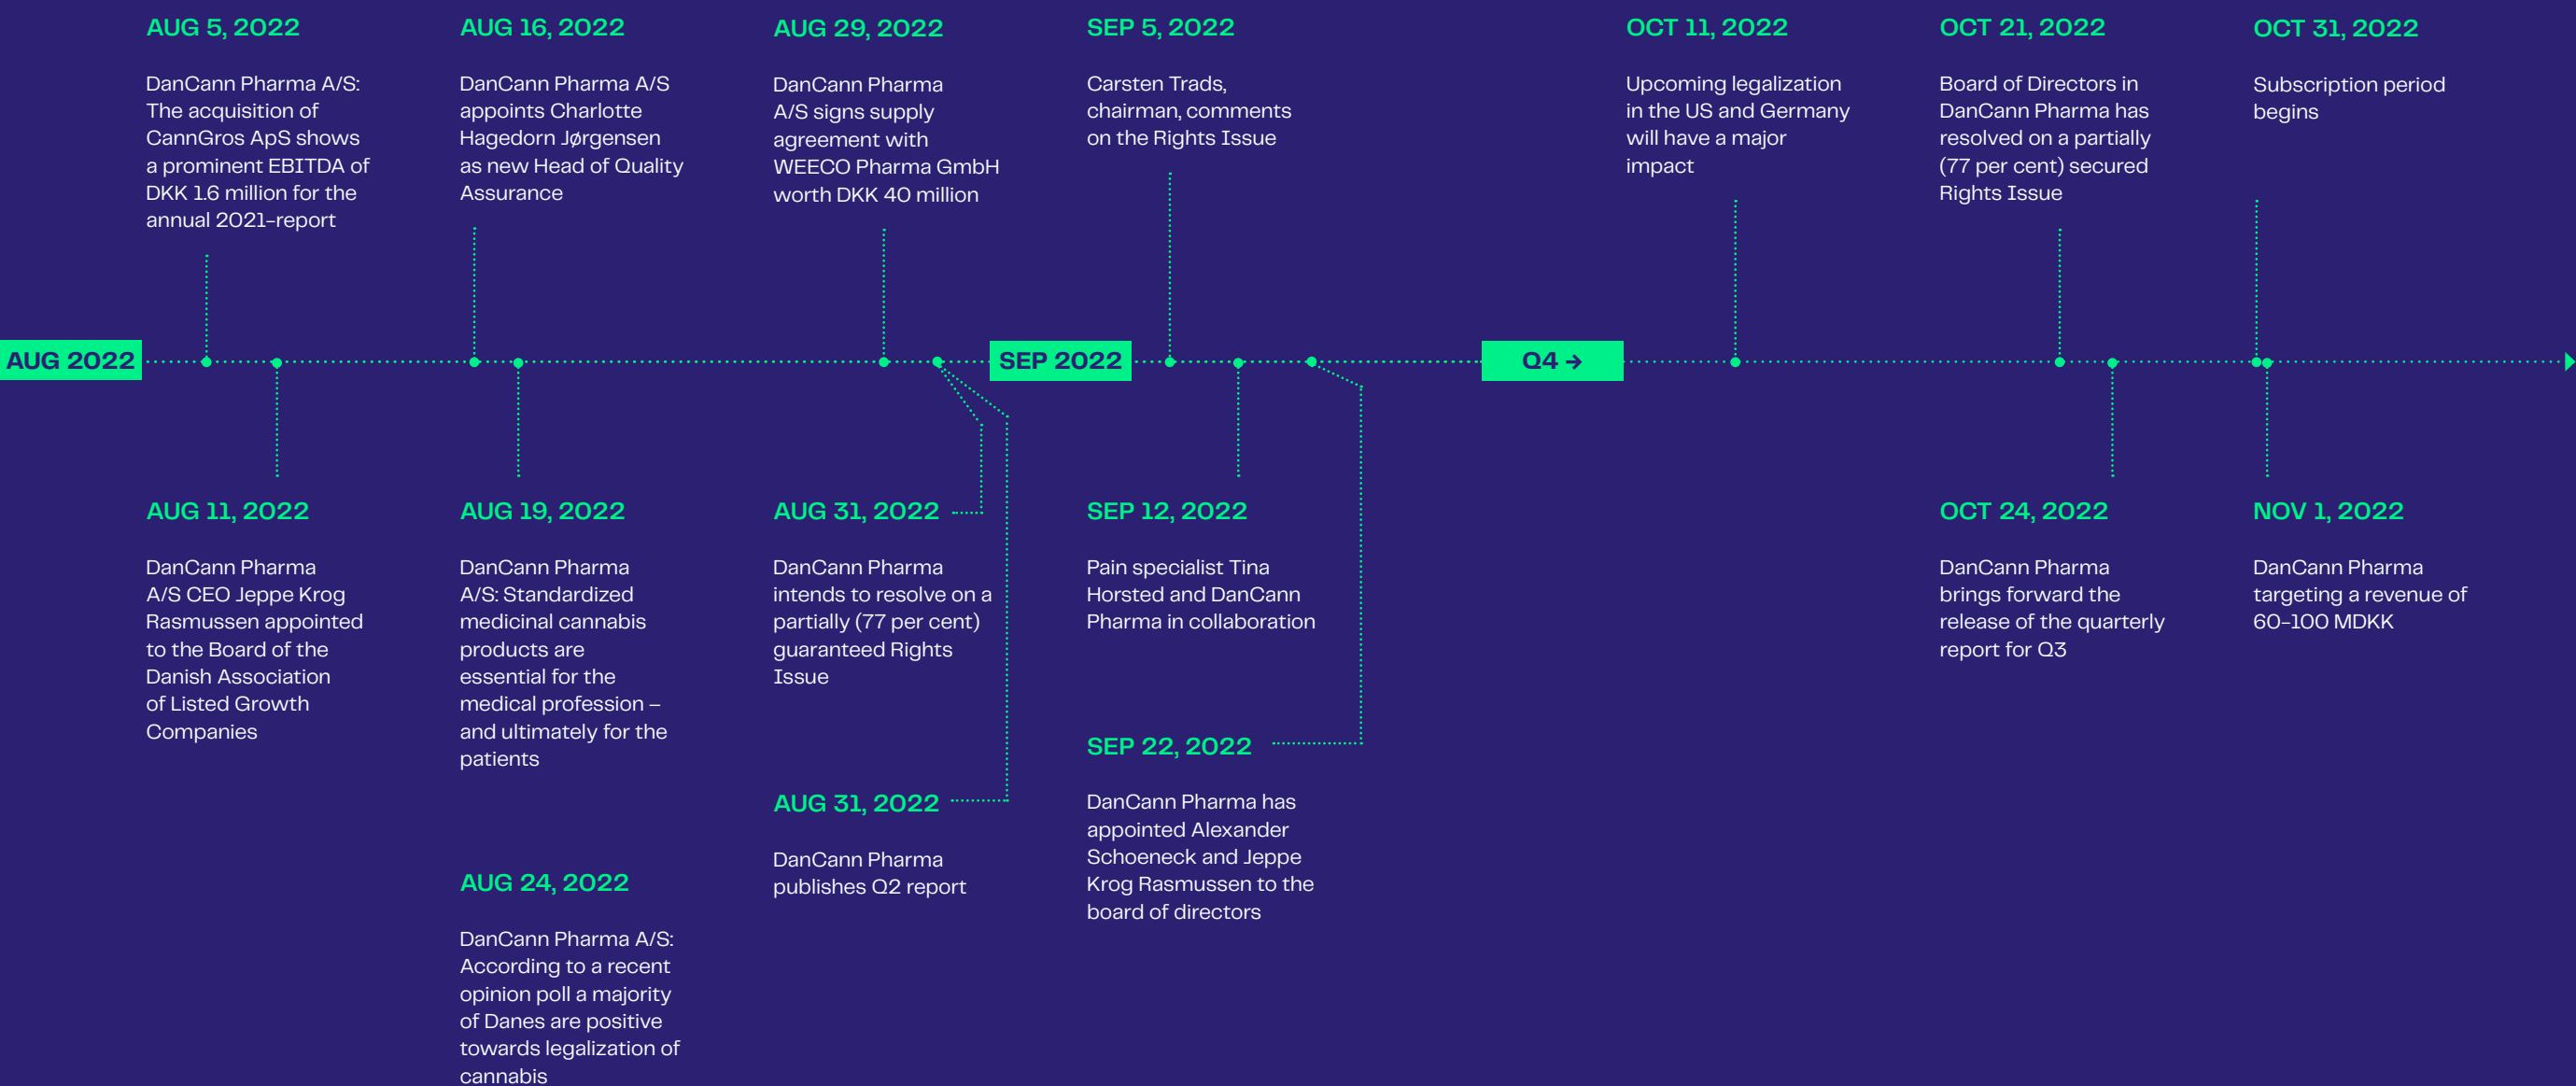 AUG 5, 2022
DanCann Pharma A/S:
The acquisition of
CannGros ApS shows
a prominent EBITDA of
DKK 1.6 million for the
annual 2021-report
AUG 16, 2022
DanCann Pharma A/S
appoints Charlotte
Hagedorn Jørgensen
as new Head of Quality
Assurance
AUG 29, 2022
DanCann Pharma
A/S signs supply
agreement with
WEECO Pharma GmbH
worth DKK 40 million
SEP 5, 2022
Carsten Trads,
chairman, comments
on the Rights Issue
OCT 11, 2022
Upcoming legalization
in the US and Germany
will have a major
impact
OCT 21, 2022
Board of Directors in
DanCann Pharma has
resolved on a partially
(77 per cent) secured
Rights Issue
OCT 31, 2022
Subscription period
begins
AUG 2022
SEP 2022
Q4 →
AUG 11, 2022
DanCann Pharma
A/S CEO Jeppe Krog
Rasmussen appointed
to the Board of the
Danish Association
of Listed Growth
Companies
AUG 19, 2022
DanCann Pharma
A/S: Standardized
medicinal cannabis
products are
essential for the
medical profession –
and ultimately for the
patients
AUG 24, 2022
DanCann Pharma A/S:
According to a recent
opinion poll a majority
of Danes are positive
towards legalization of
cannabis
AUG 31, 2022
DanCann Pharma
intends to resolve on a
partially (77 per cent)
guaranteed Rights
Issue
AUG 31, 2022
DanCann Pharma
publishes Q2 report
SEP 12, 2022
Pain specialist Tina
Horsted and DanCann
Pharma in collaboration
SEP 22, 2022
DanCann Pharma has
appointed Alexander
Schoeneck and Jeppe
Krog Rasmussen to the
board of directors
OCT 24, 2022
DanCann Pharma
brings forward the
release of the quarterly
report for Q3
NOV 1, 2022
DanCann Pharma
targeting a revenue of
60-100 MDKK